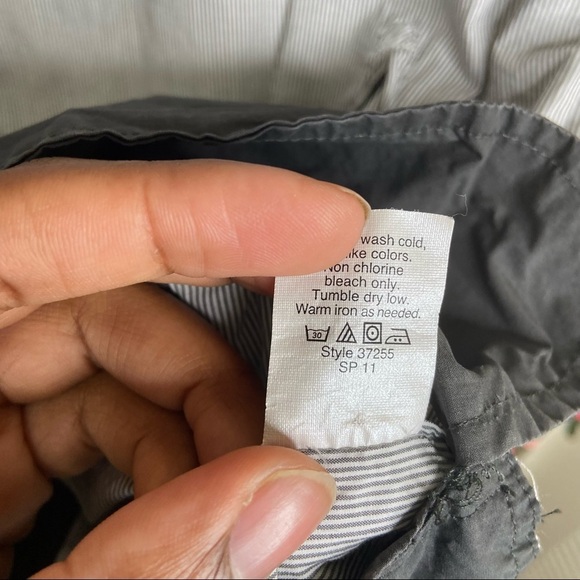 wash cold,
like colors.
Non chlorine
bleach only.
Tumble dry low.
Warm iron as needed.
30
Style 37255
SP 11